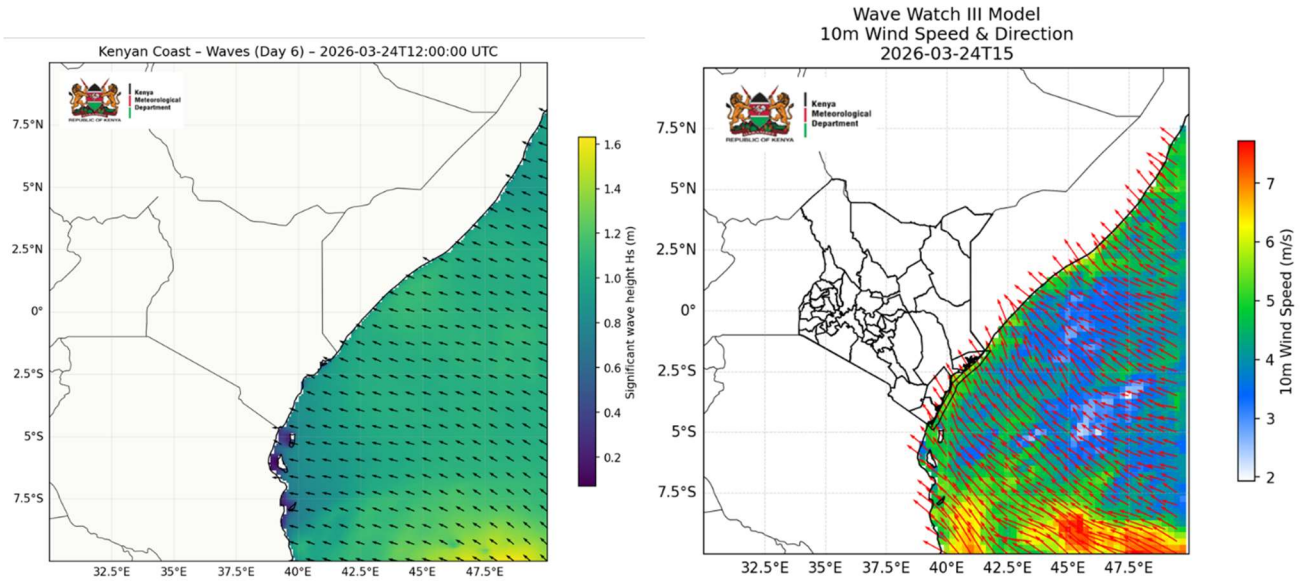 Kenyan Coast – Waves (Day 6) – 2026-03-24T12:00:00 UTC
Kenya
Meteorological
Department
REPUBLIC OF KENYA
7.5°N
5°N
2.5°N
0°
2.5°S
5°S
7.5°S
32.5°E 35°E 37.5°E 40°E 42.5°E 45°E 47.5°E
1.6
1.4
1.2
1.0
0.8
0.6
0.4
0.2
Significant wave height Hs (m)
Wave Watch III Model
10m Wind Speed & Direction
2026-03-24T15
Kenya
Meteorological
Department
REPUBLIC OF KENYA
7.5°N
5°N
2.5°N
0°
2.5°S
5°S
7.5°S
32.5°E 35°E 37.5°E 40°E 42.5°E 45°E 47.5°E
7
6
5
4
3
2
10m Wind Speed (m/s)